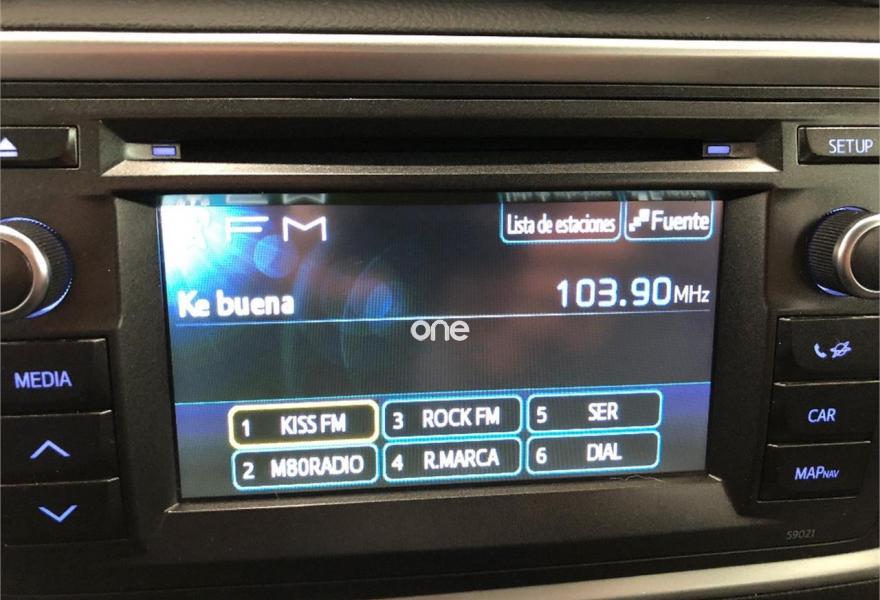 SETUP
FM
Lista de estaciones
Fuente
Ke buena
103.90MHz
one
MEDIA
1 KISS FM
3 ROCK FM
5 SER
2 M80RADIO
4 R.MARCA
6 DIAL
CAR
MAPNAV
59021